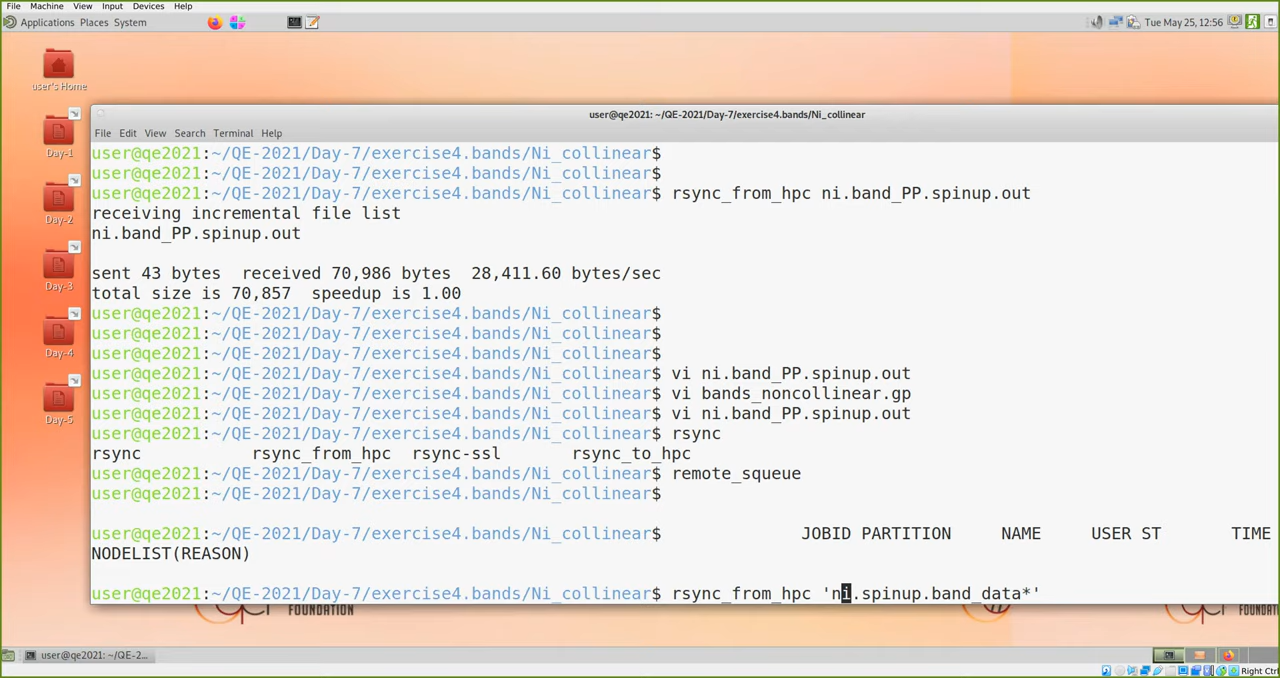 File Machine View Input Devices Help
Applications Places System
Tue May 25, 12:56
user's Home
Day-1
Day-2
Day-3
Day-4
Day-5
user@qe2021: ~/QE-2021/Day-7/exercise4.bands/Ni_collinear
File Edit View Search Terminal Help
user@qe2021:~/QE-2021/Day-7/exercise4.bands/Ni_collinear$
user@qe2021:~/QE-2021/Day-7/exercise4.bands/Ni_collinear$
user@qe2021:~/QE-2021/Day-7/exercise4.bands/Ni_collinear$ rsync_from_hpc ni.band_PP.spinup.out
receiving incremental file list
ni.band_PP.spinup.out
sent 43 bytes  received 70,986 bytes  28,411.60 bytes/sec
total size is 70,857  speedup is 1.00
user@qe2021:~/QE-2021/Day-7/exercise4.bands/Ni_collinear$
user@qe2021:~/QE-2021/Day-7/exercise4.bands/Ni_collinear$
user@qe2021:~/QE-2021/Day-7/exercise4.bands/Ni_collinear$
user@qe2021:~/QE-2021/Day-7/exercise4.bands/Ni_collinear$ vi ni.band_PP.spinup.out
user@qe2021:~/QE-2021/Day-7/exercise4.bands/Ni_collinear$ vi bands_noncollinear.gp
user@qe2021:~/QE-2021/Day-7/exercise4.bands/Ni_collinear$ vi ni.band_PP.spinup.out
user@qe2021:~/QE-2021/Day-7/exercise4.bands/Ni_collinear$ rsync
rsync rsync_from_hpc rsync-ssl rsync_to_hpc
user@qe2021:~/QE-2021/Day-7/exercise4.bands/Ni_collinear$ remote_squeue
user@qe2021:~/QE-2021/Day-7/exercise4.bands/Ni_collinear$
user@qe2021:~/QE-2021/Day-7/exercise4.bands/Ni_collinear$ JOBID PARTITION NAME USER ST TIME
NODELIST(REASON)
user@qe2021:~/QE-2021/Day-7/exercise4.bands/Ni_collinear$ rsync_from_hpc 'ni.spinup.band_data*'
FOUNDATION
user@qe2021: ~/QE-2...
Right Ctrl